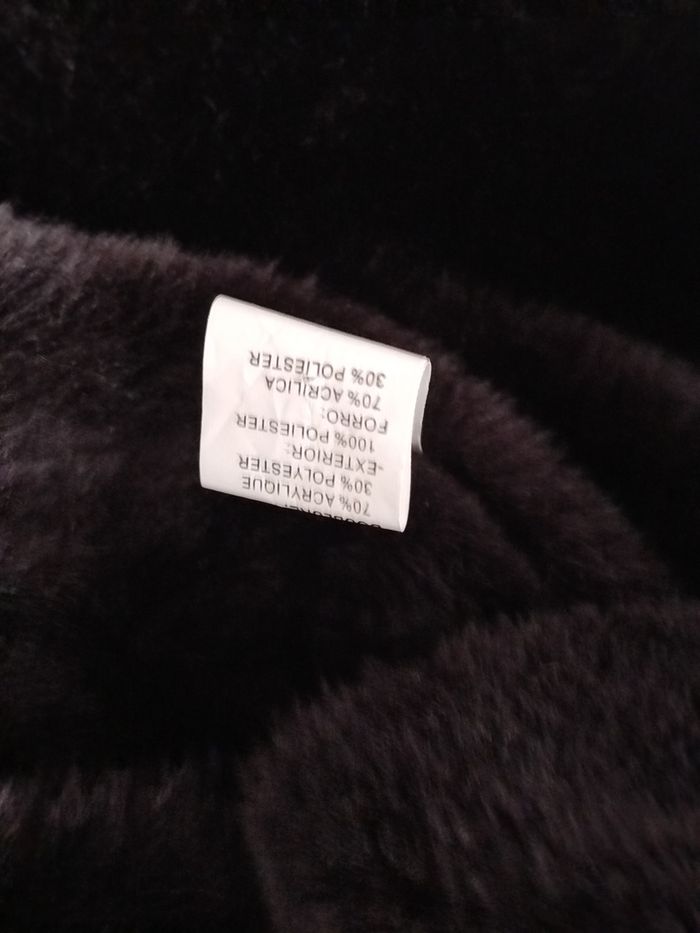 70% ACRYLIQUE
30% POLYESTER
-EXTERIOR:
100% POLIESTER
FORRO:
70% ACRILICA
30% POLIESTER